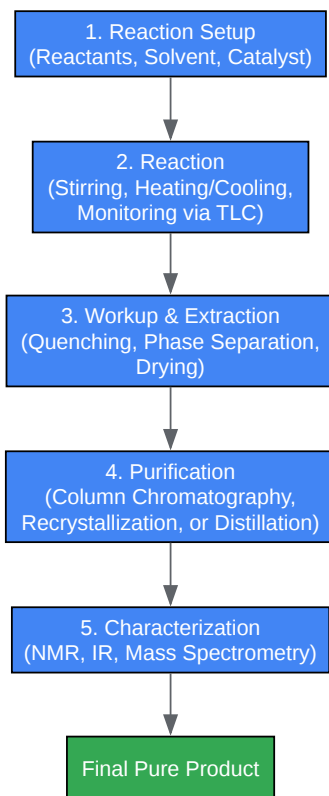 1. Reaction Setup
(Reactants, Solvent, Catalyst)
2. Reaction
(Stirring, Heating/Cooling,
Monitoring via TLC)
3. Workup & Extraction
(Quenching, Phase Separation,
Drying)
4. Purification
(Column Chromatography,
Recrystallization, or Distillation)
5. Characterization
(NMR, IR, Mass Spectrometry)
Final Pure Product